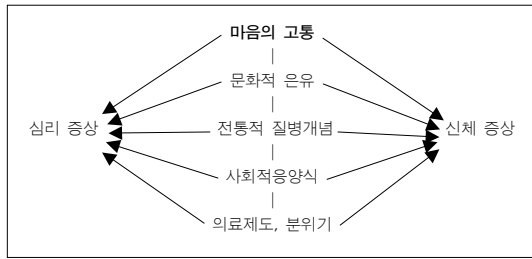 마음의 고통
문화적 은유
심리 증상 전통적 질병개념 신체 증상
사회적응양식
의료제도, 분위기